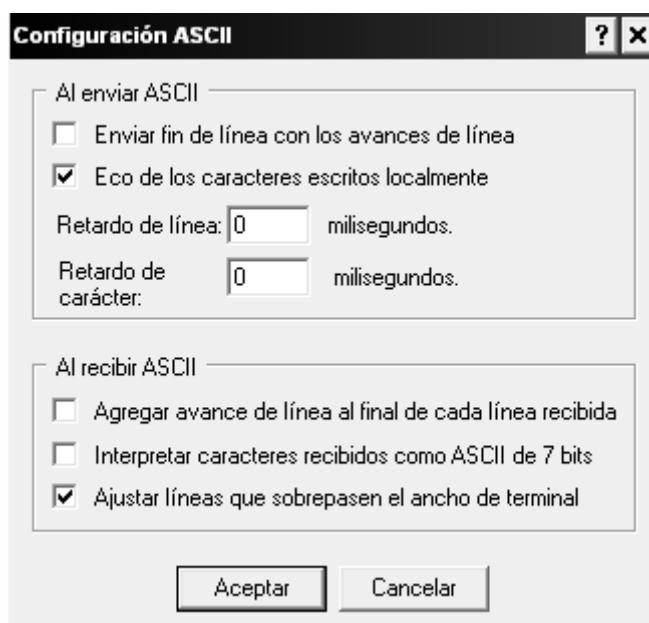 Configuración ASCII
Al enviar ASCII
Enviar fin de línea con los avances de línea
Eco de los caracteres escritos localmente
Retardo de línea: 0 milisegundos.
Retardo de
carácter: 0 milisegundos.
Al recibir ASCII
Agregar avance de línea al final de cada línea recibida
Interpretar caracteres recibidos como ASCII de 7 bits
Ajustar líneas que sobrepasen el ancho de terminal
Aceptar Cancelar